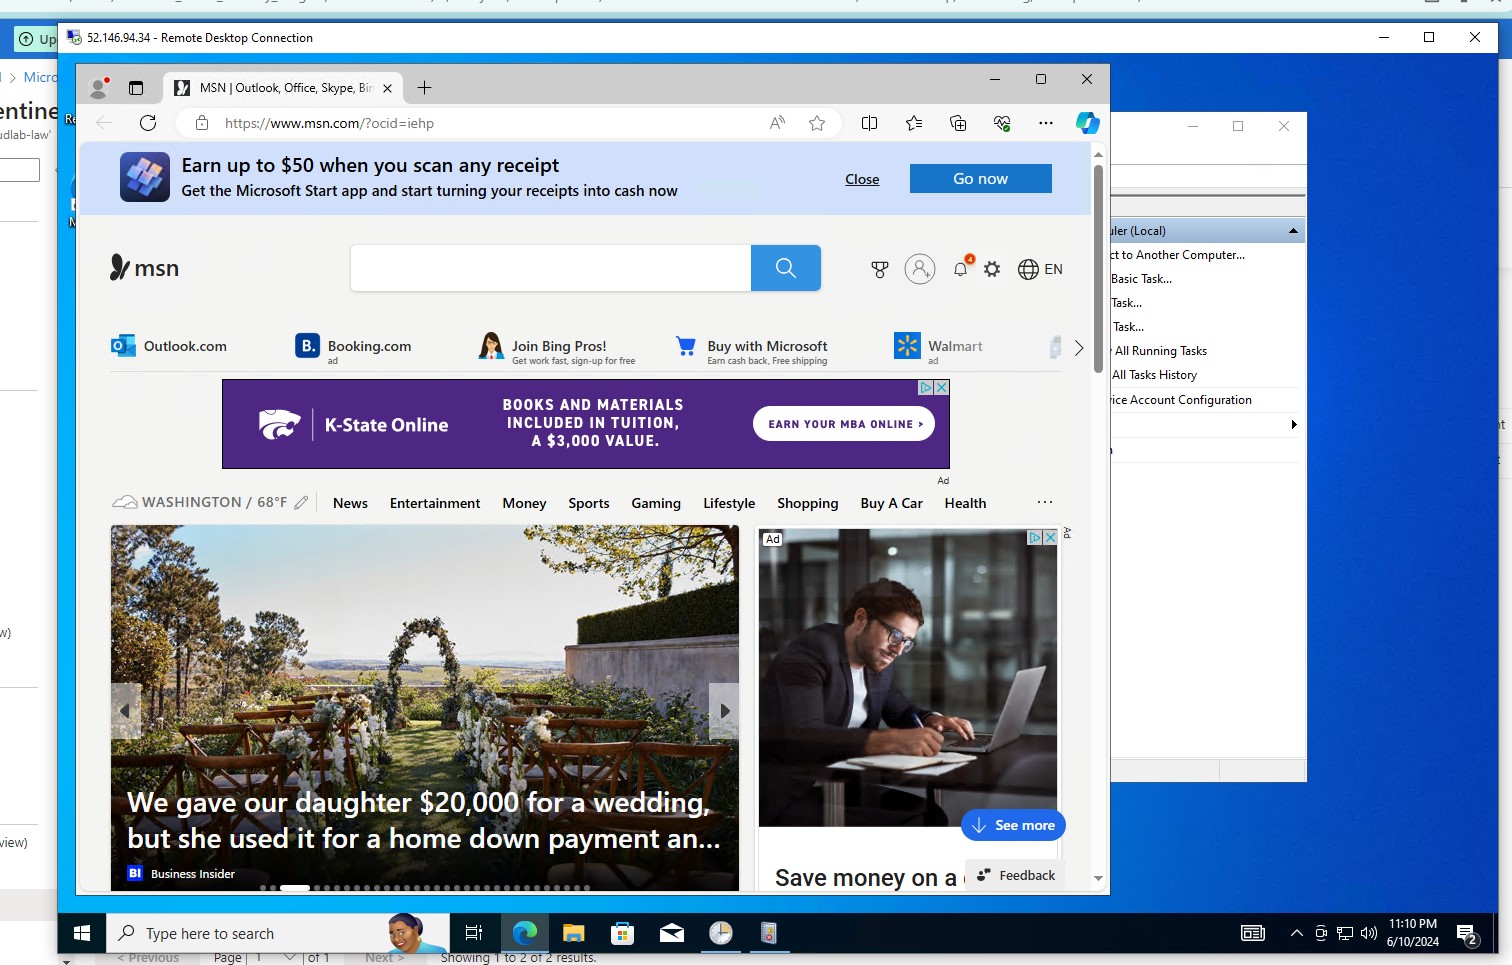 Up
52.146.94.34 - Remote Desktop Connection
Micro
MSN | Outlook, Office, Skype, Bin
https://www.msn.com/?ocid=iehp
Earn up to $50 when you scan any receipt
Get the Microsoft Start app and start turning your receipts into cash now
Close
Go now
msn
4
EN
Outlook.com
B.
Booking.com
ad
Join Bing Pros!
Get work fast, sign-up for free
Buy with Microsoft
Earn cash back, Free shipping
Walmart
ad
K-State Online
BOOKS AND MATERIALS
INCLUDED IN TUITION,
A $3,000 VALUE.
EARN YOUR MBA ONLINE >
Ad
WASHINGTON / 68°F
News
Entertainment
Money
Sports
Gaming
Lifestyle
Shopping
Buy A Car
Health
...
We gave our daughter $20,000 for a wedding,
but she used it for a home down payment an...
BI Business Insider
Ad
Ad
See more
Save money on a
Feedback
uler (Local)
ct to Another Computer...
Basic Task...
Task...
Task...
All Running Tasks
All Tasks History
vice Account Configuration
entine
udlab-law'
w)
view)
Type here to search
11:10 PM
6/10/2024
2
< Previous
Page
1
of 1
Next >
Showing 1 to 2 of 2 results.